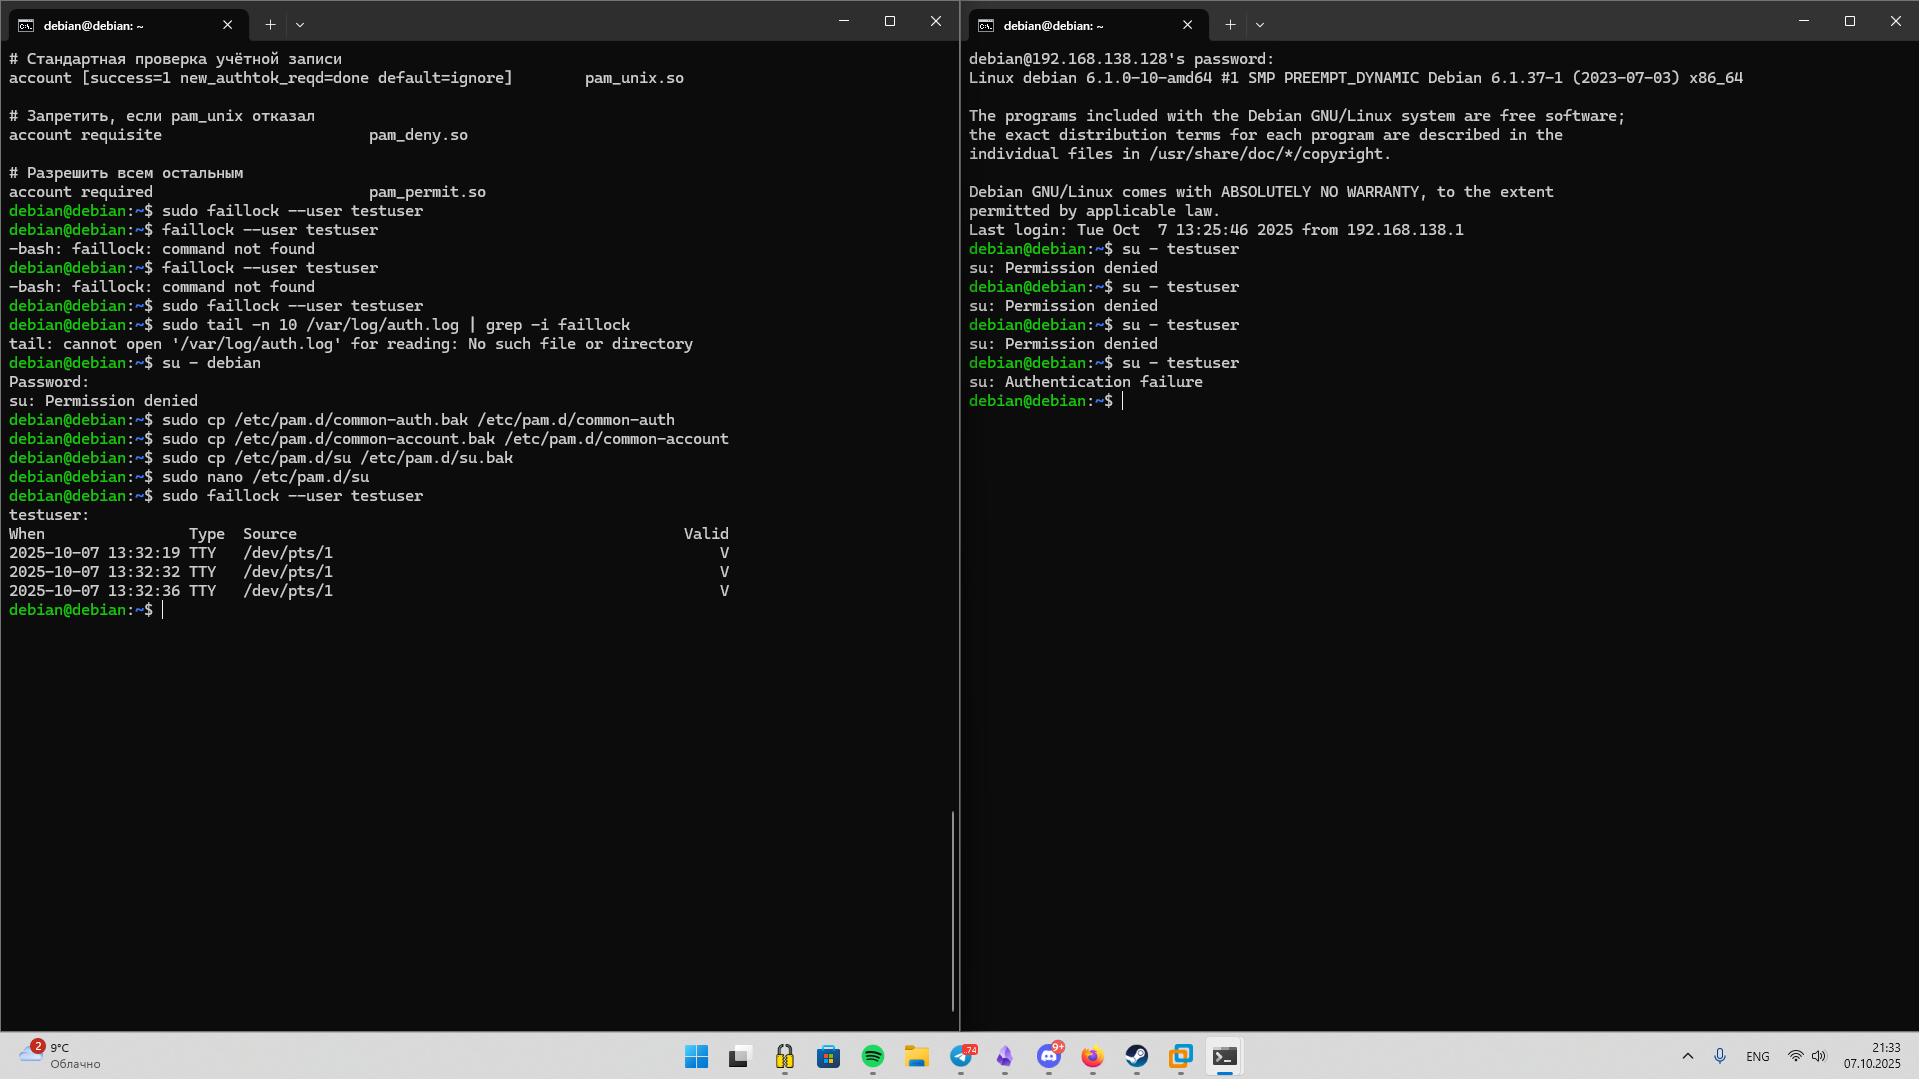 debian@debian: ~
# Стандартная проверка учётной записи
account [success=1 new_authtok_reqd=done default=ignore]        pam_unix.so
# Запретить, если pam_unix отказал
account requisite                       pam_deny.so
# Разрешить всем остальным
account required                        pam_permit.so
debian@debian:~$ sudo faillock --user testuser
debian@debian:~$ faillock --user testuser
-bash: faillock: command not found
debian@debian:~$ faillock --user testuser
-bash: faillock: command not found
debian@debian:~$ sudo faillock --user testuser
debian@debian:~$ sudo tail -n 10 /var/log/auth.log | grep -i faillock
tail: cannot open '/var/log/auth.log' for reading: No such file or directory
debian@debian:~$ su - debian
Password:
su: Permission denied
debian@debian:~$ sudo cp /etc/pam.d/common-auth.bak /etc/pam.d/common-auth
debian@debian:~$ sudo cp /etc/pam.d/common-account.bak /etc/pam.d/common-account
debian@debian:~$ sudo cp /etc/pam.d/su /etc/pam.d/su.bak
debian@debian:~$ sudo nano /etc/pam.d/su
debian@debian:~$ sudo faillock --user testuser
testuser:
When                Type  Source                                           Valid
2025-10-07 13:32:19 TTY   /dev/pts/1                                           V
2025-10-07 13:32:32 TTY   /dev/pts/1                                           V
2025-10-07 13:32:36 TTY   /dev/pts/1                                           V
debian@debian:~$
debian@debian: ~
debian@192.168.138.128's password:
Linux debian 6.1.0-10-amd64 #1 SMP PREEMPT_DYNAMIC Debian 6.1.37-1 (2023-07-03) x86_64
The programs included with the Debian GNU/Linux system are free software;
the exact distribution terms for each program are described in the
individual files in /usr/share/doc/*/copyright.
Debian GNU/Linux comes with ABSOLUTELY NO WARRANTY, to the extent
permitted by applicable law.
Last login: Tue Oct  7 13:25:46 2025 from 192.168.138.1
debian@debian:~$ su - testuser
su: Permission denied
debian@debian:~$ su - testuser
su: Permission denied
debian@debian:~$ su - testuser
su: Permission denied
debian@debian:~$ su - testuser
su: Authentication failure
debian@debian:~$
2
9°C
Облачно
74
9+
ENG
21:33
07.10.2025